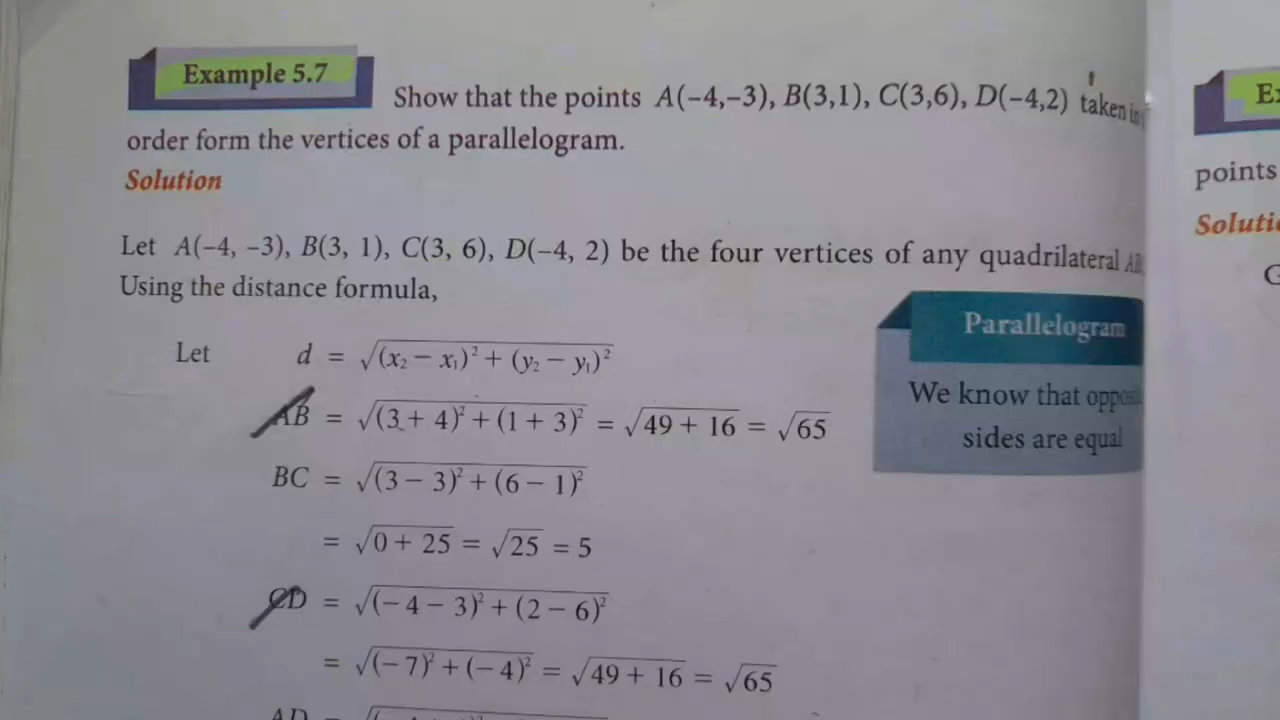 Example 5.7
Show that the points A(−4,−3), B(3,1), C(3,6), D(−4,2) taken in
order form the vertices of a parallelogram.
Solution
Let A(−4, −3), B(3, 1), C(3, 6), D(−4, 2) be the four vertices of any quadrilateral
Using the distance formula,
Let d = √(x₂ − x₁)² + (y₂ − y₁)²
AB = √(3 + 4)² + (1 + 3)² = √49 + 16 = √65
BC = √(3 − 3)² + (6 − 1)²
= √0 + 25 = √25 = 5
CD = √(−4 − 3)² + (2 − 6)²
= √(−7)² + (−4)² = √49 + 16 = √65
AD =
Parallelogram
We know that
sides are equal
points